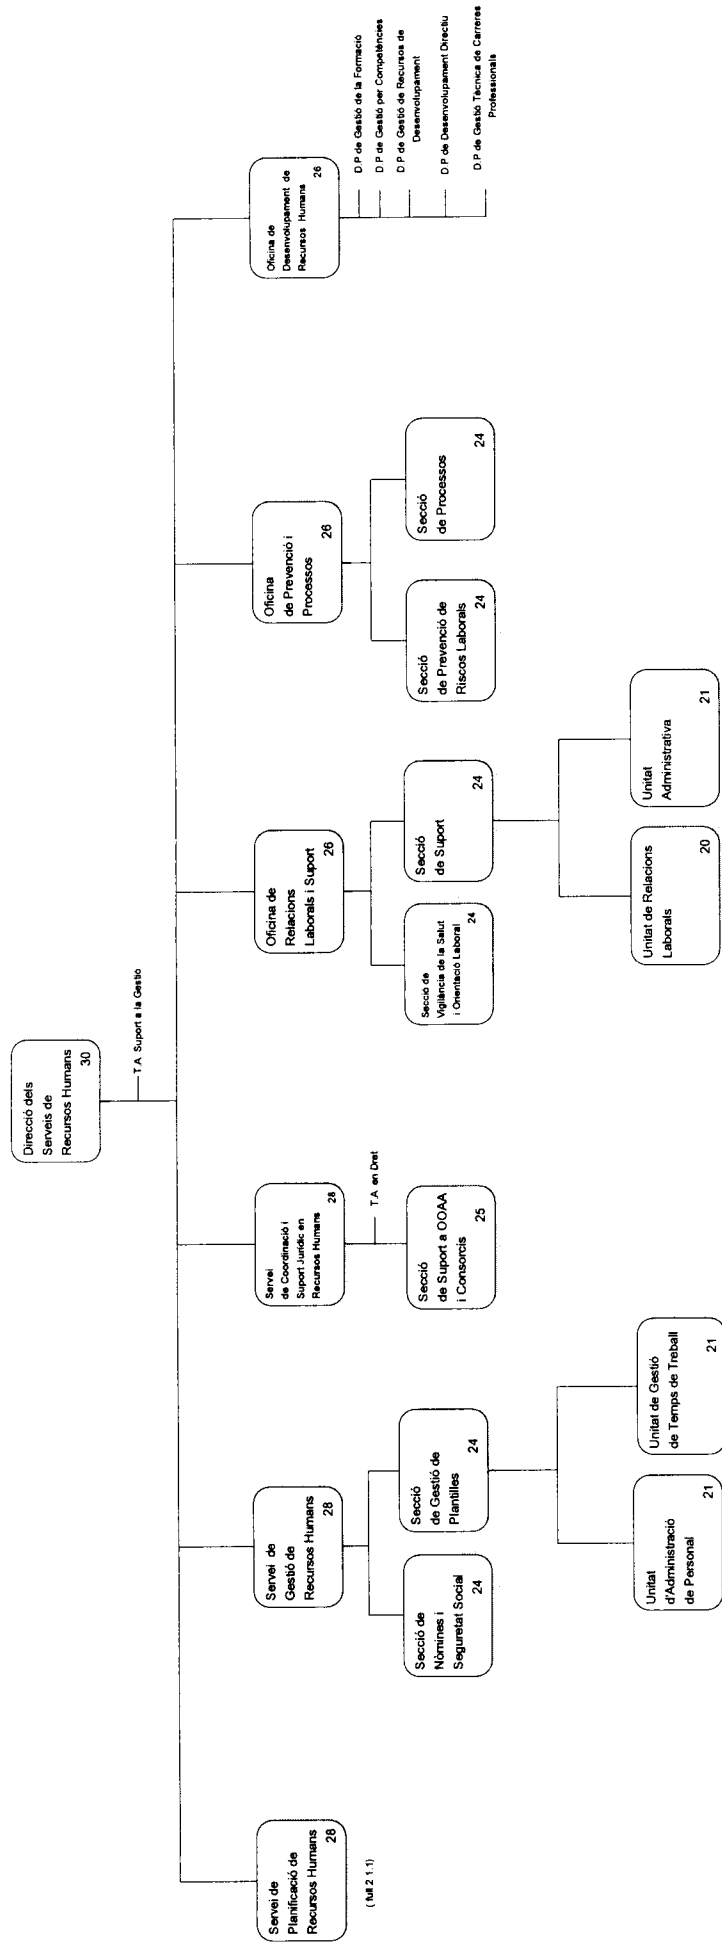 Direcció dels
Serveis de
Recursos Humans
30
T.A. Suport a la Gestió
Servei de
Planificació de
Recursos Humans
28
( full 2 1.1)
Servei de
Gestió de
Recursos Humans
28
Secció de
Nòmines i
Seguretat Social
24
Secció
de Gestió de
Plantilles
24
Unitat
d'Administració
de Personal
21
Unitat de Gestió
de Temps de Treball
21
Servei
de Coordinació i
Suport Jurídic en
Recursos Humans
28
T.A. en Dret
Secció
de Suport a OOAA
i Consorcis
25
Oficina de
Relacions
Laborals i Suport
26
Secció de
Vigilància de la Salut
i Orientació Laboral
24
Secció
de Suport
24
Unitat de Relacions
Laborals
20
Unitat
Administrativa
21
Oficina
de Prevenció i
Processos
26
Secció
de Prevenció de
Riscos Laborals
24
Secció
de Processos
24
Oficina de
Desenvolupament de
Recursos Humans
26
D.P de Gestió de la Formació
D.P de Gestió per Competències
D.P de Gestió de Recursos de
Desenvolupament
D.P de Desenvolupament Directiu
D.P de Gestió Tècnica de Carreres
Professionals